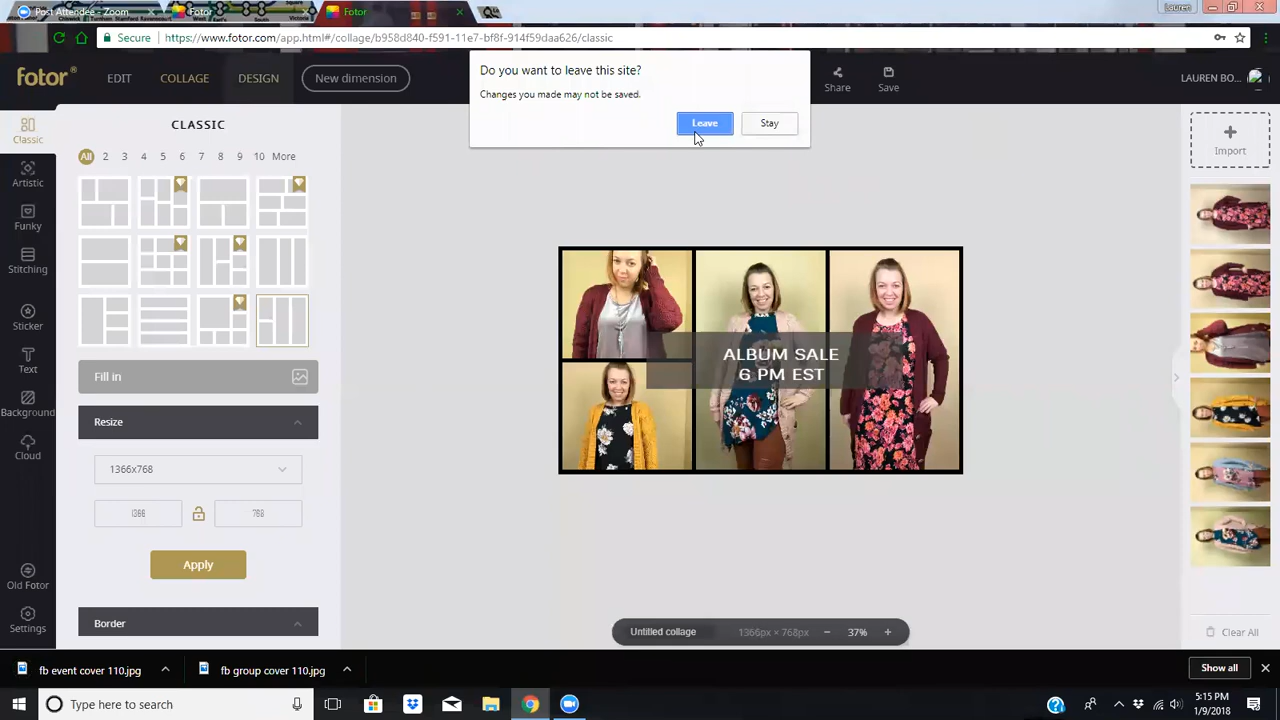 Post Attendee - Zoom
Fotor
Fotor
Lauren
Secure
https://www.fotor.com/app.html#/collage/b958d840-f591-11e7-bf8f-914f59daa626/classic
fotor
EDIT
COLLAGE
DESIGN
New dimension
Do you want to leave this site?
Changes you made may not be saved.
Leave
Stay
Share
Save
LAUREN BO...
Classic
Artistic
Funky
Stitching
Sticker
Text
Background
Cloud
Old Fotor
Settings
CLASSIC
All 2 3 4 5 6 7 8 9 10 More
Fill in
Resize
1366x768
1366
768
Apply
Border
ALBUM SALE
6 PM EST
Import
Clear All
Untitled collage
1366px × 768px
37%
fb event cover 110.jpg
fb group cover 110.jpg
Show all
Type here to search
5:15 PM
1/9/2018